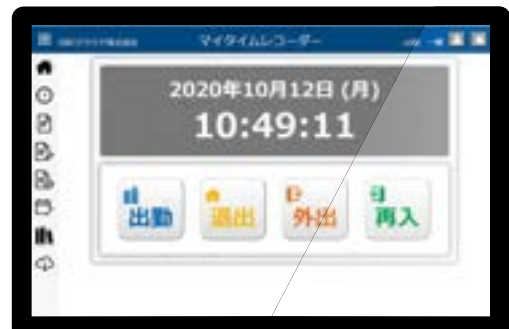 マイタイムレコーダー
2020年10月12日 (月)
10:49:11
出勤
退出
外出
再入